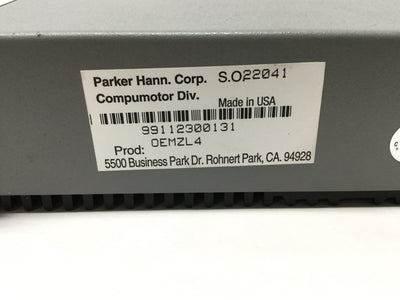 Parker Hann. Corp. S.O.22041
Compumotor Div.
Made in USA
99112300131
Prod: OEMZL4
5500 Business Park Dr. Rohnert Park, CA. 94928